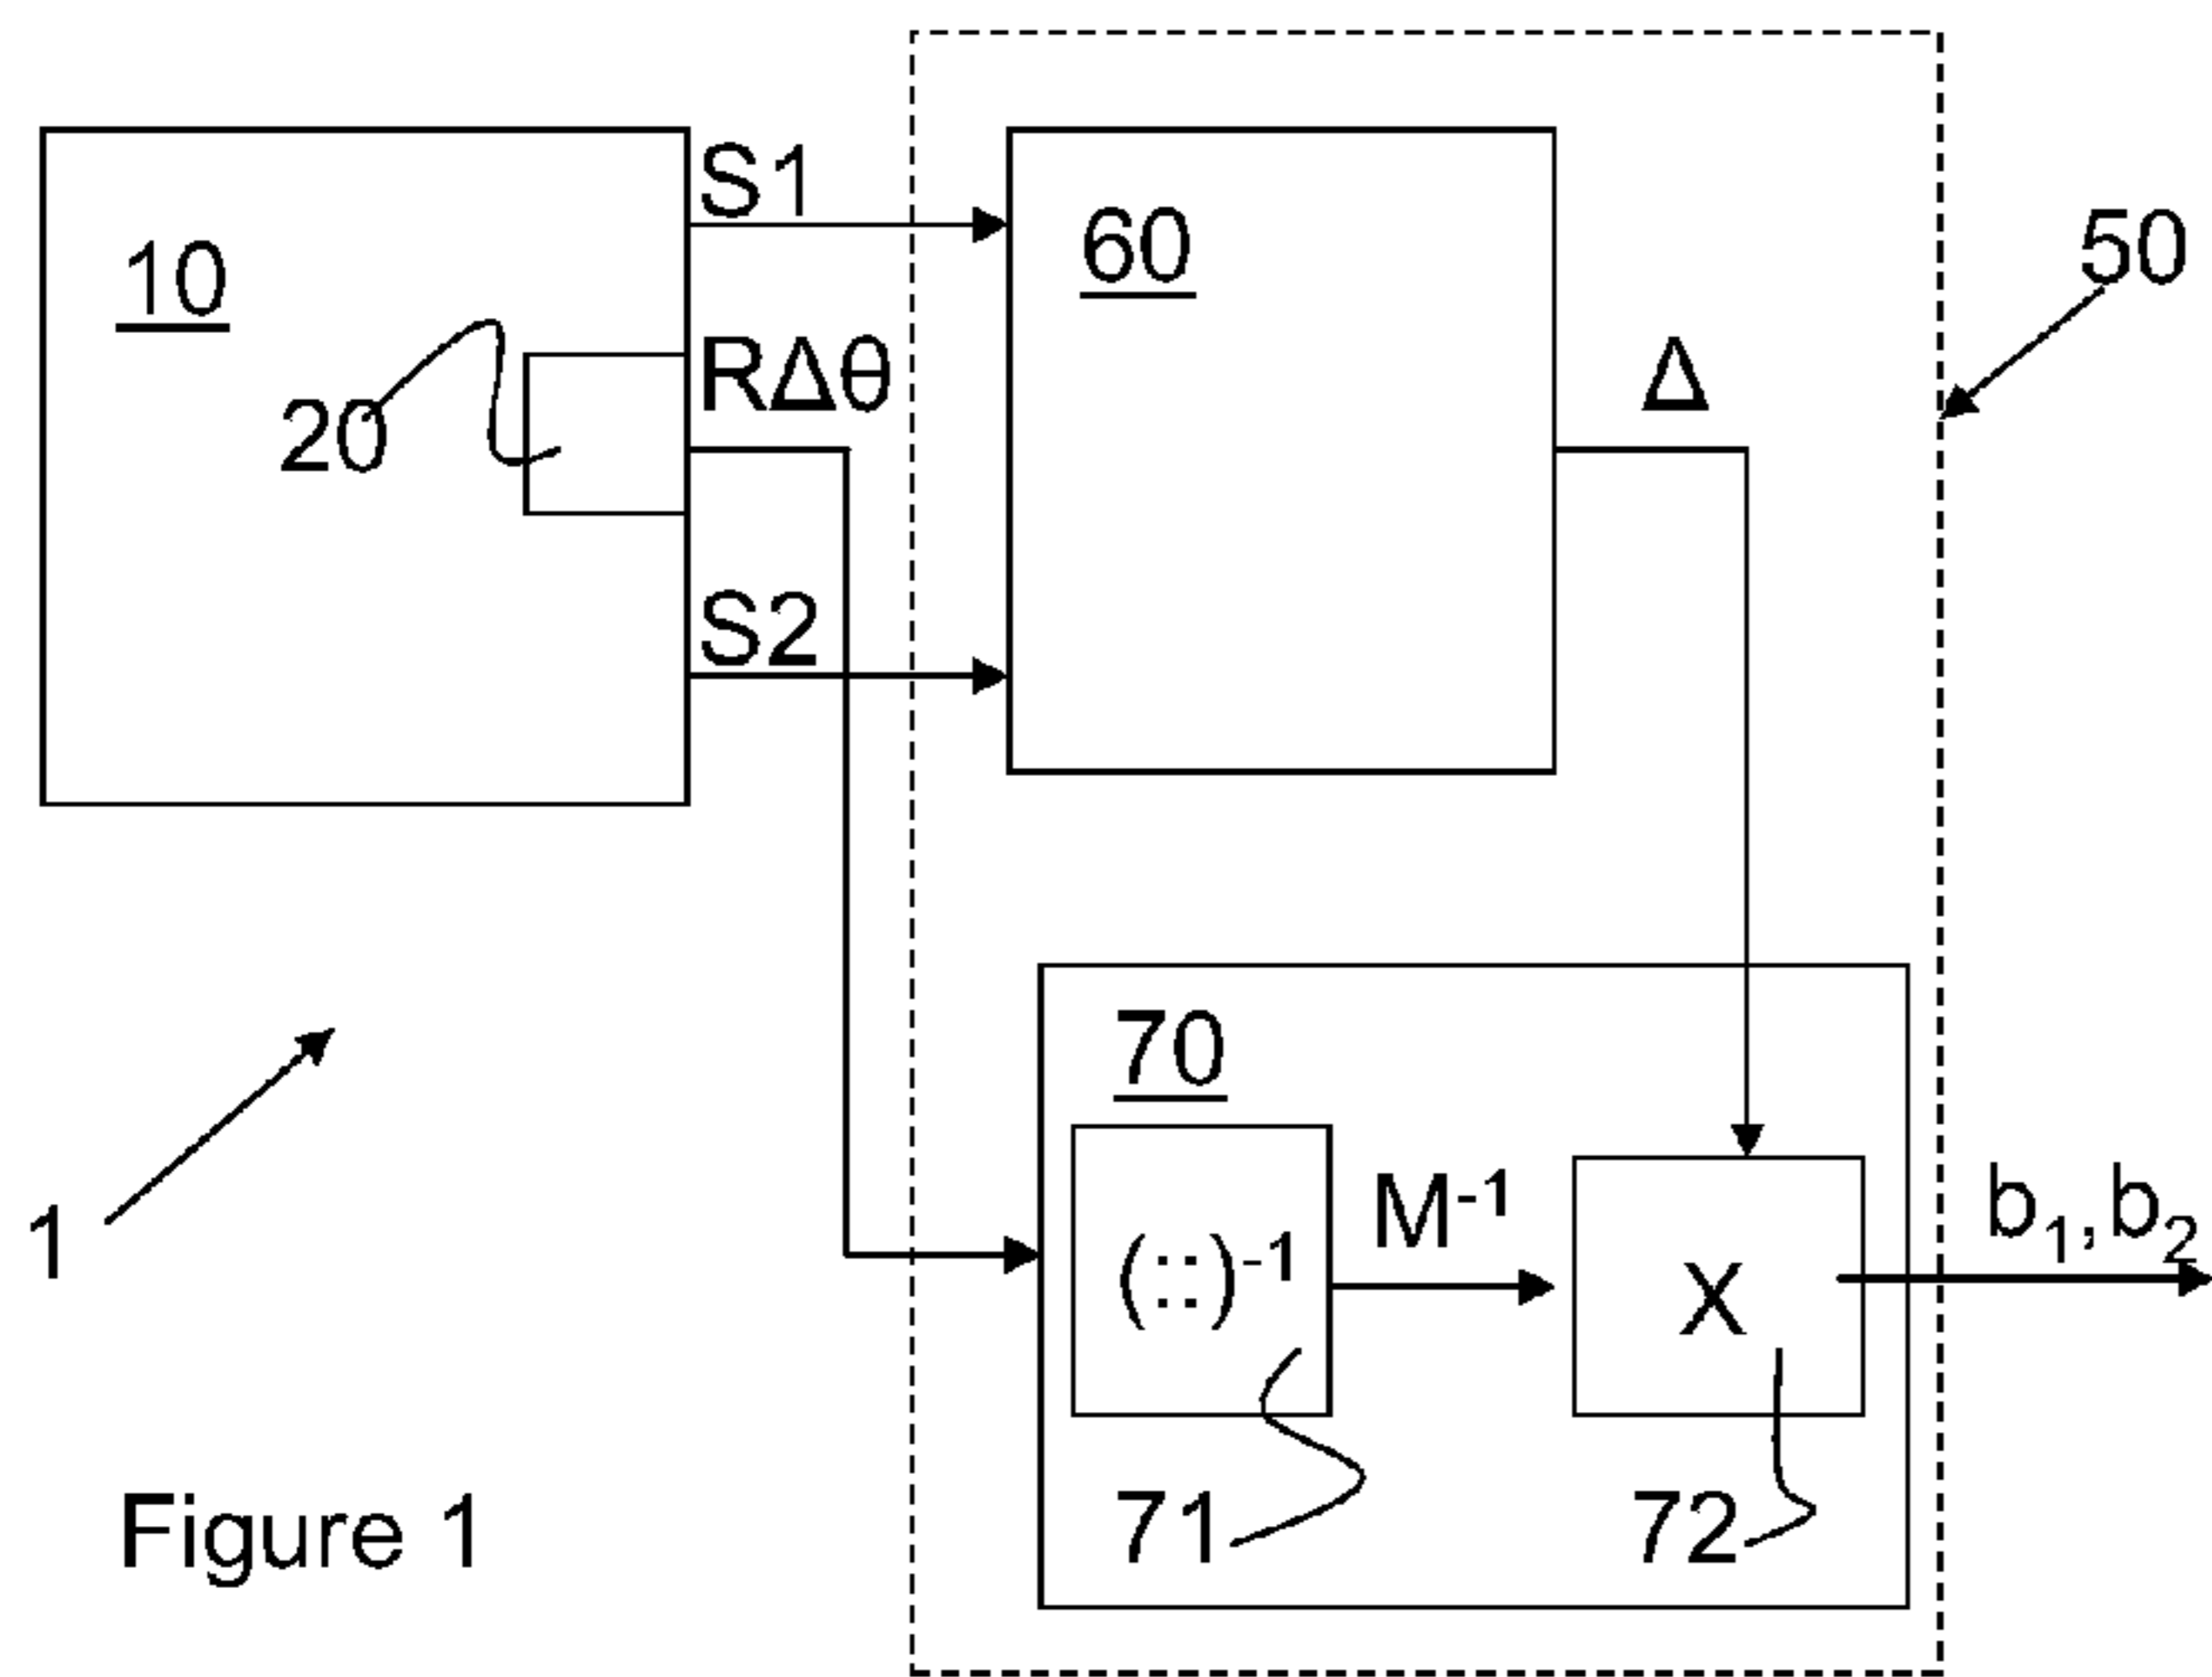 S1
10
60
50
RΔθ
Δ
20
S2
70
M⁻¹
b₁,b₂
(::)⁻¹
X
1
71
72
Figure 1